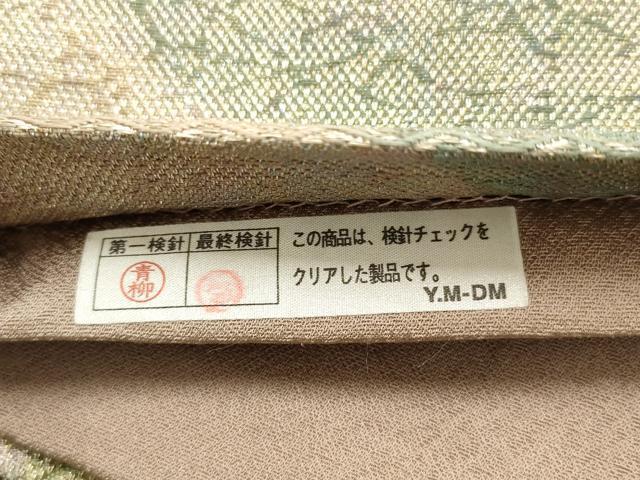 第一検針 最終検針
青柳
この商品は、検針チェックを
クリアした製品です。
Y.M-DM